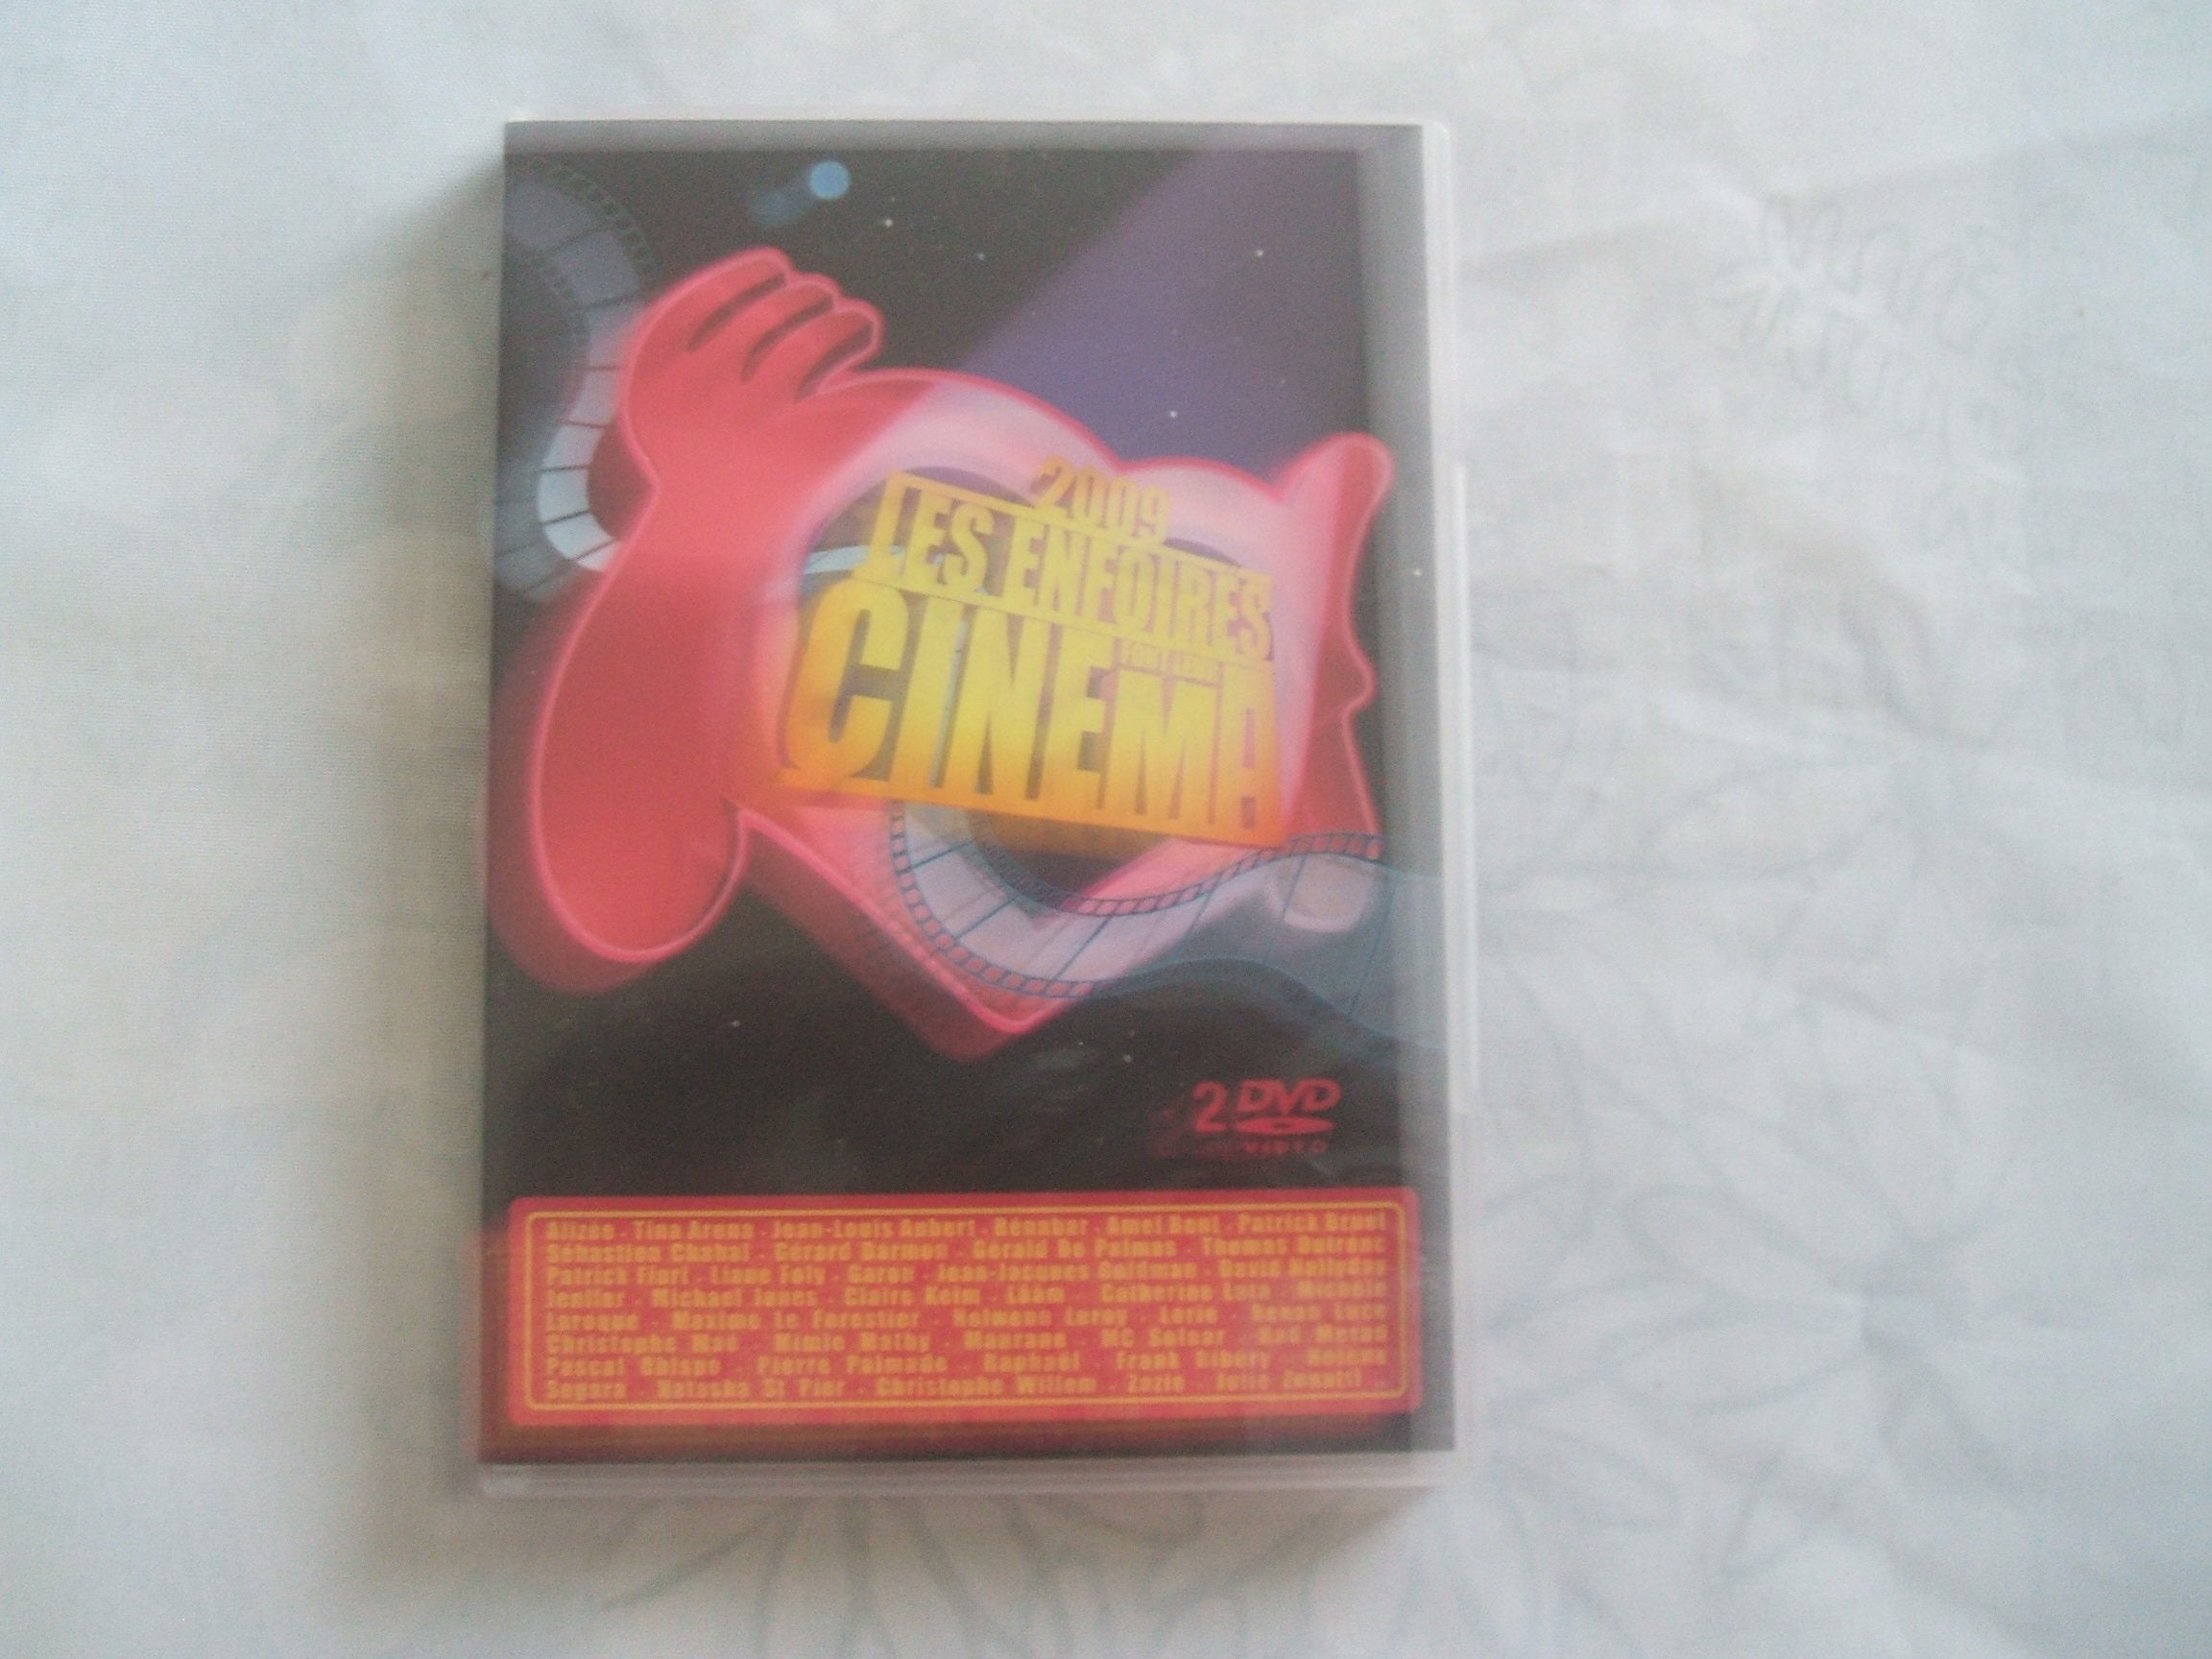 2009
LES ENFOIRES
FONT LEUR
CINEMA
2 DVD
VIDEO
Alizée · Tina Arena · Jean-Louis Aubert · Bénabar · Amel Bent · Patrick Bruel
Sébastien Chabal · Gérard Darmon · Gérald De Palmas · Thomas Dutronc
Patrick Fiori · Liane Foly · Garou · Jean-Jacques Goldman · David Hallyday
Jenifer · Michael Jones · Claire Keim · Lââm · Catherine Lara · Michèle
Laroque · Maxime Le Forestier · Nolwenn Leroy · Lorie · Renan Luce
Christophe Maé · Mimie Mathy · Maurane · MC Solaar · Kad Merad
Pascal Obispo · Pierre Palmade · Raphaël · Frank Ribéry · Hélène
Segara · Natasha St Pier · Christophe Willem · Zazie · Julie Zenatti